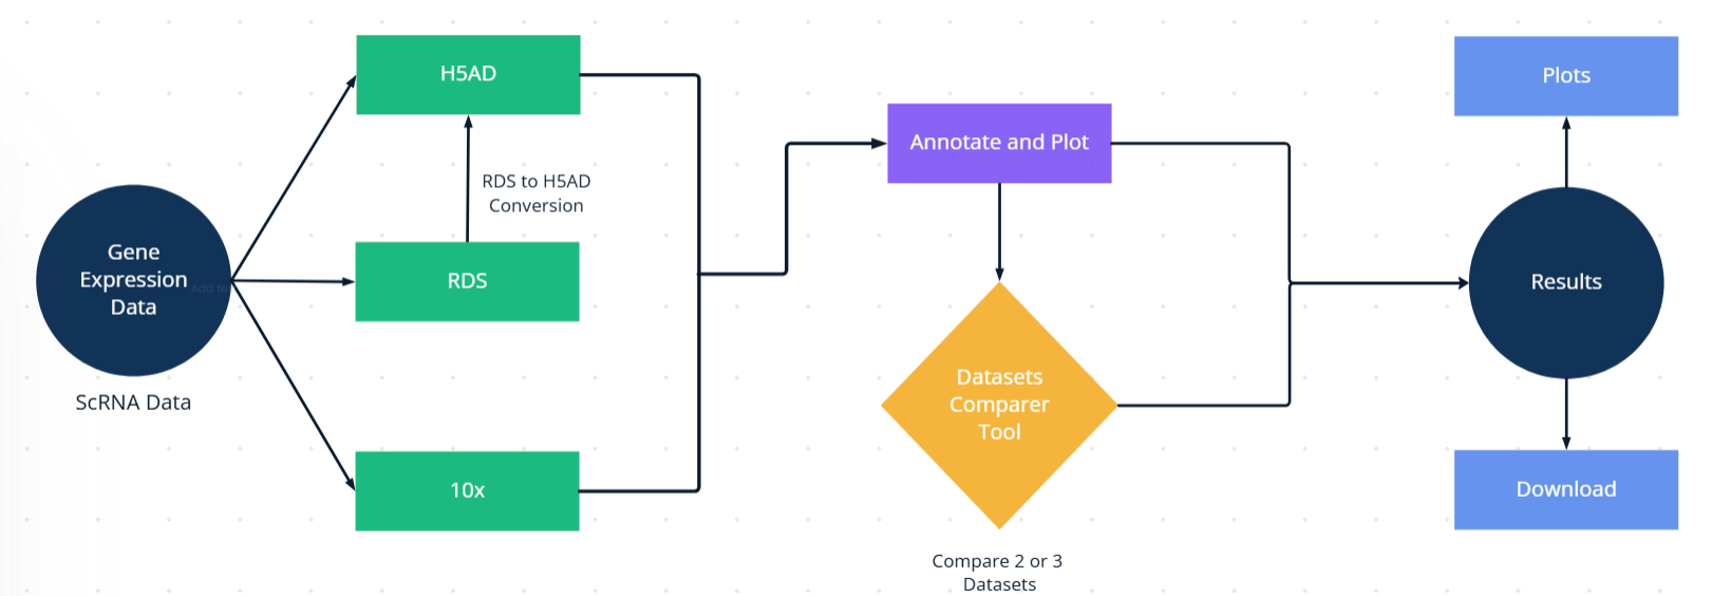 H5AD
RDS to H5AD
Conversion
Gene
Expression
Data
RDS
ScRNA Data
10x
Annotate and Plot
Datasets
Comparer
Tool
Compare 2 or 3
Datasets
Plots
Results
Download